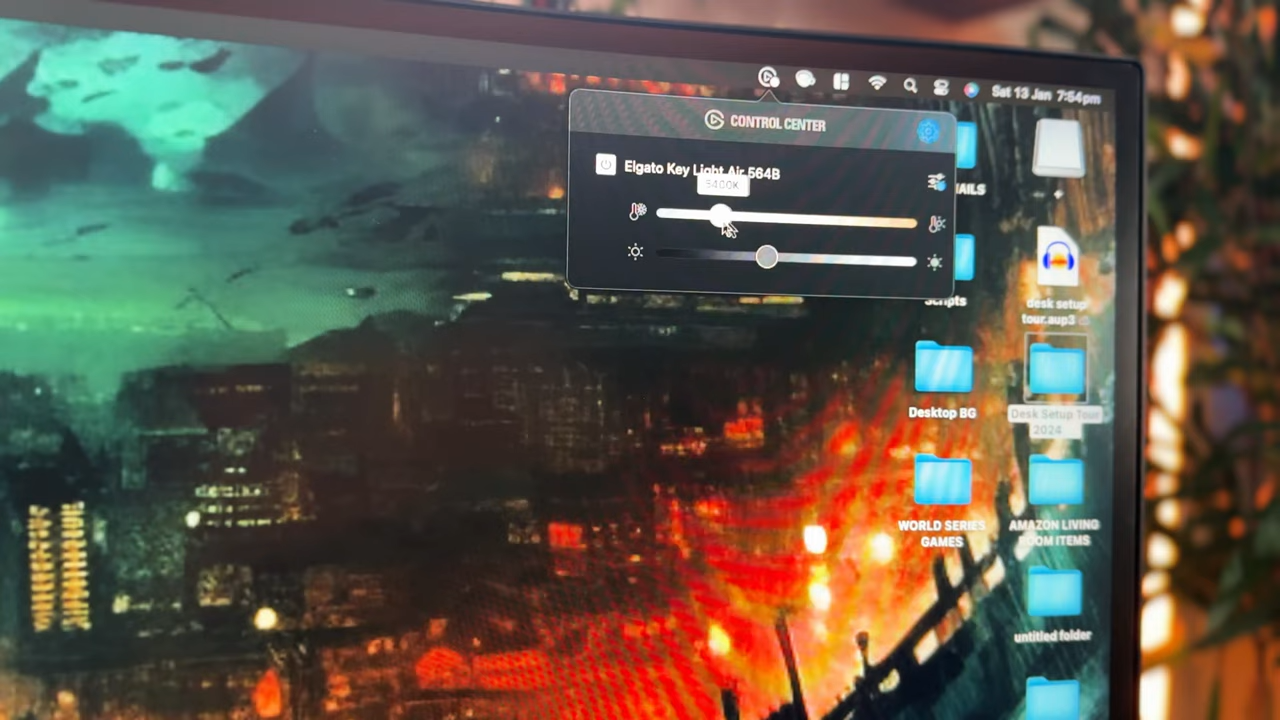 Sat 13 Jan 7:54pm
CONTROL CENTER
Elgato Key Light Air 564B
5400K
AILS
Scripts
desk setup
tour.aup3
Desktop BG
Desk Setup Tour
2024
WORLD SERIES
GAMES
AMAZON LIVING
ROOM ITEMS
untitled folder